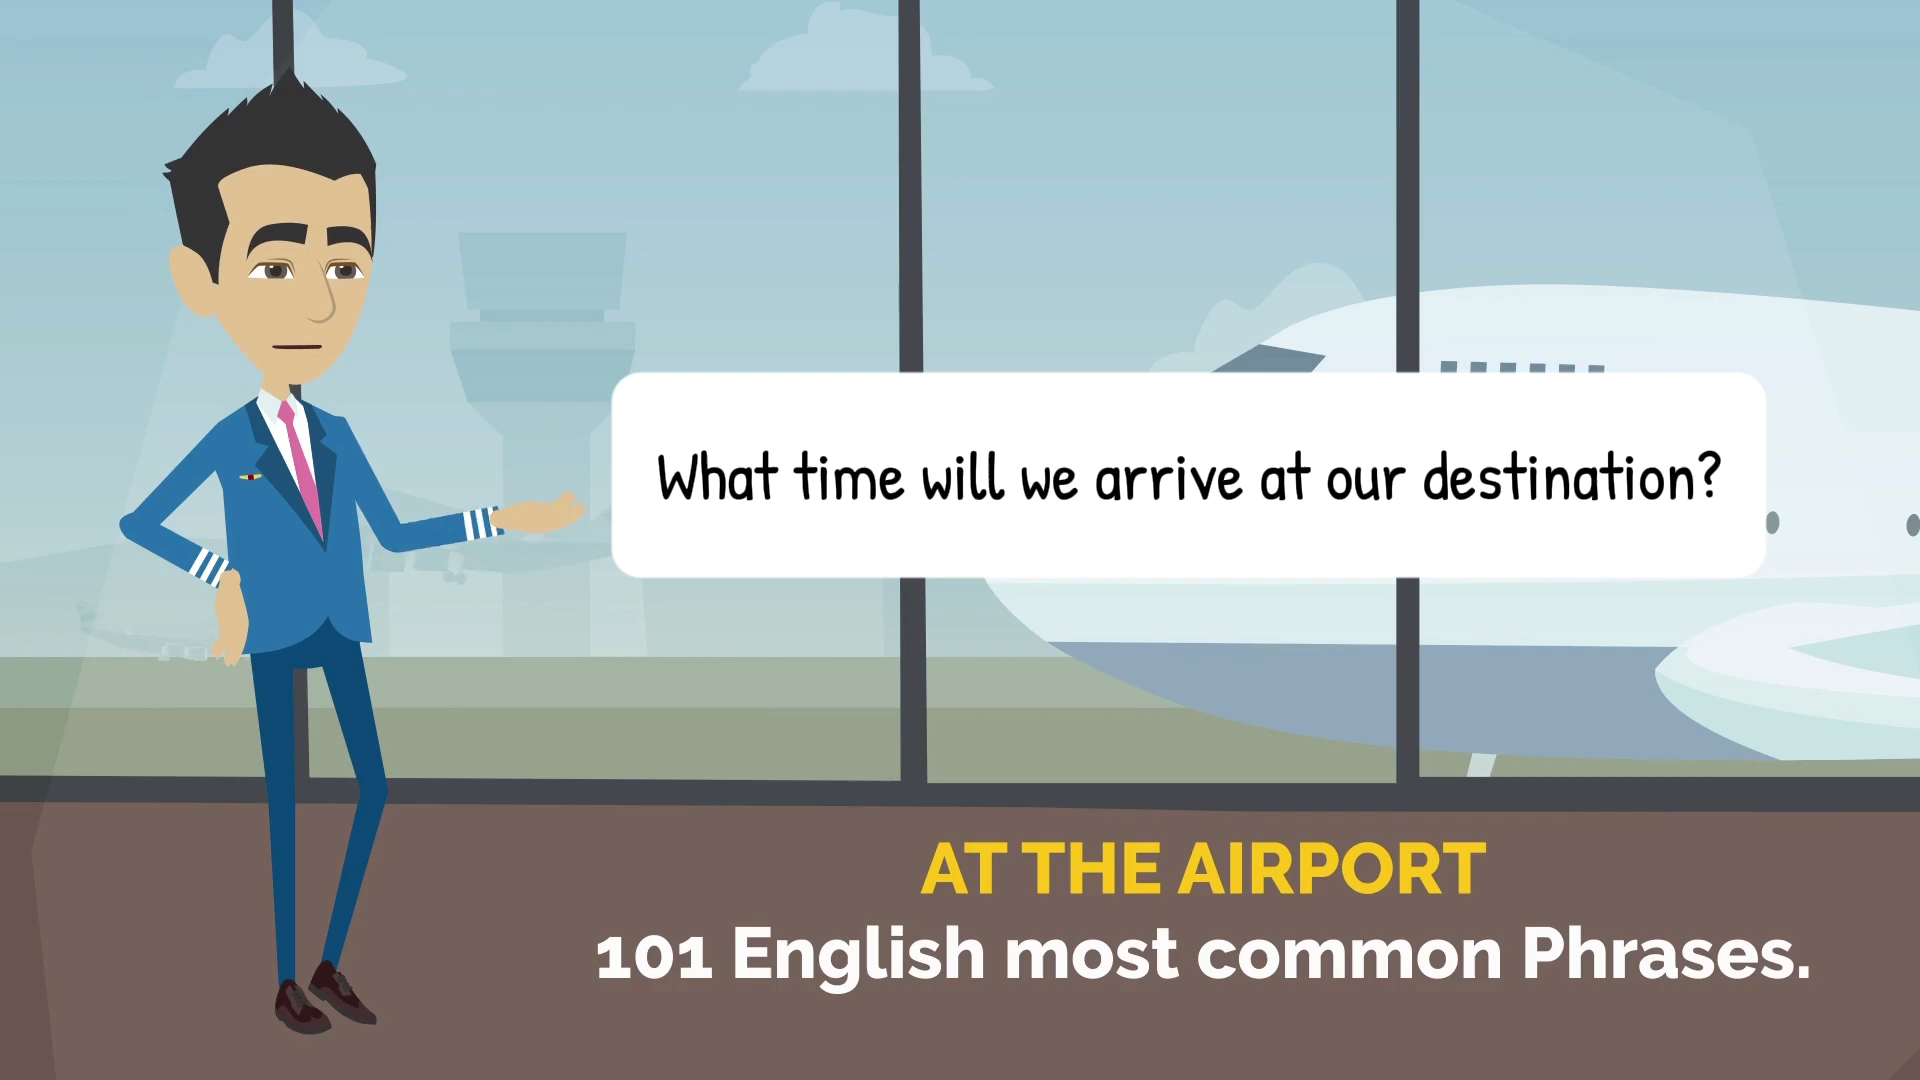 What time will we arrive at our destination?
AT THE AIRPORT
101 English most common Phrases.